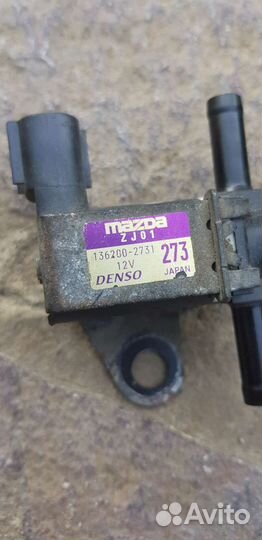 mazda
ZJ01
136200-2731 273
12V JAPAN
DENSO
Avito